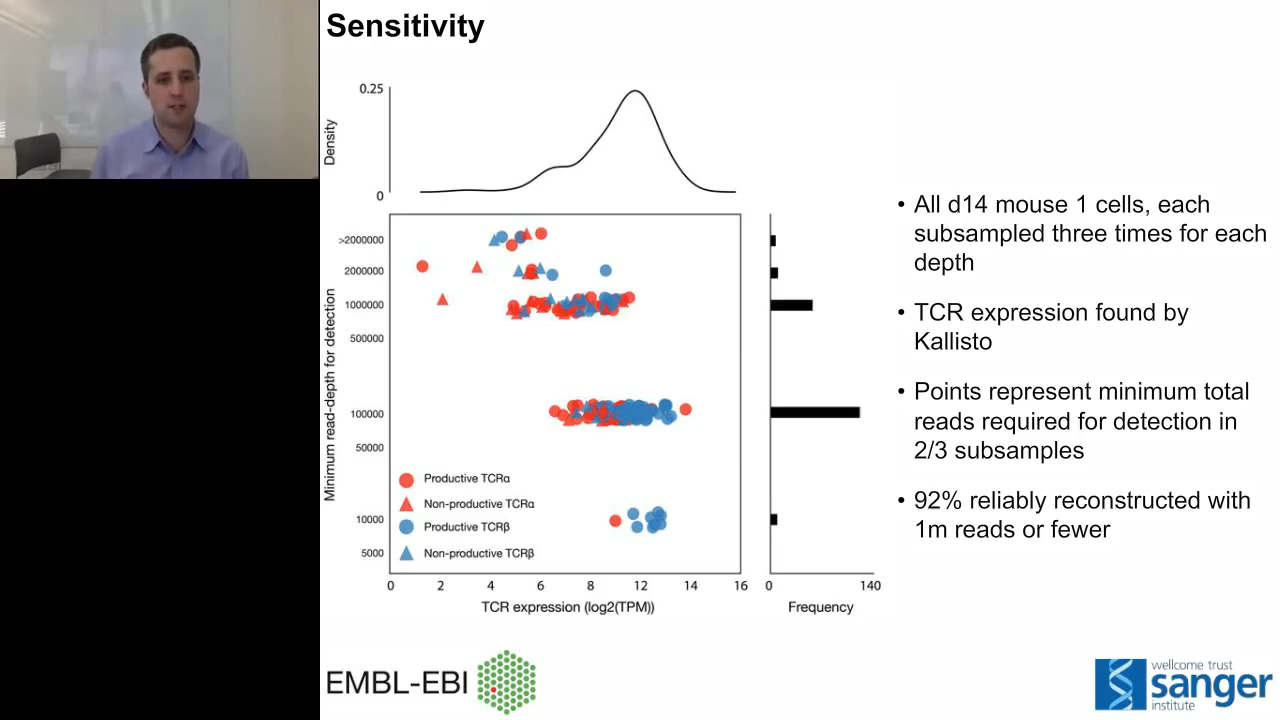 Sensitivity
0.25
Density
0
Minimum read-depth for detection
>2000000
2000000
1000000
500000
100000
50000
10000
5000
Productive TCRα
Non-productive TCRα
Productive TCRβ
Non-productive TCRβ
0 2 4 6 8 10 12 14 16
TCR expression (log2(TPM))
0 140
Frequency
• All d14 mouse 1 cells, each
subsampled three times for each
depth
• TCR expression found by
Kallisto
• Points represent minimum total
reads required for detection in
2/3 subsamples
• 92% reliably reconstructed with
1m reads or fewer
EMBL-EBI
wellcome trust
sanger
institute